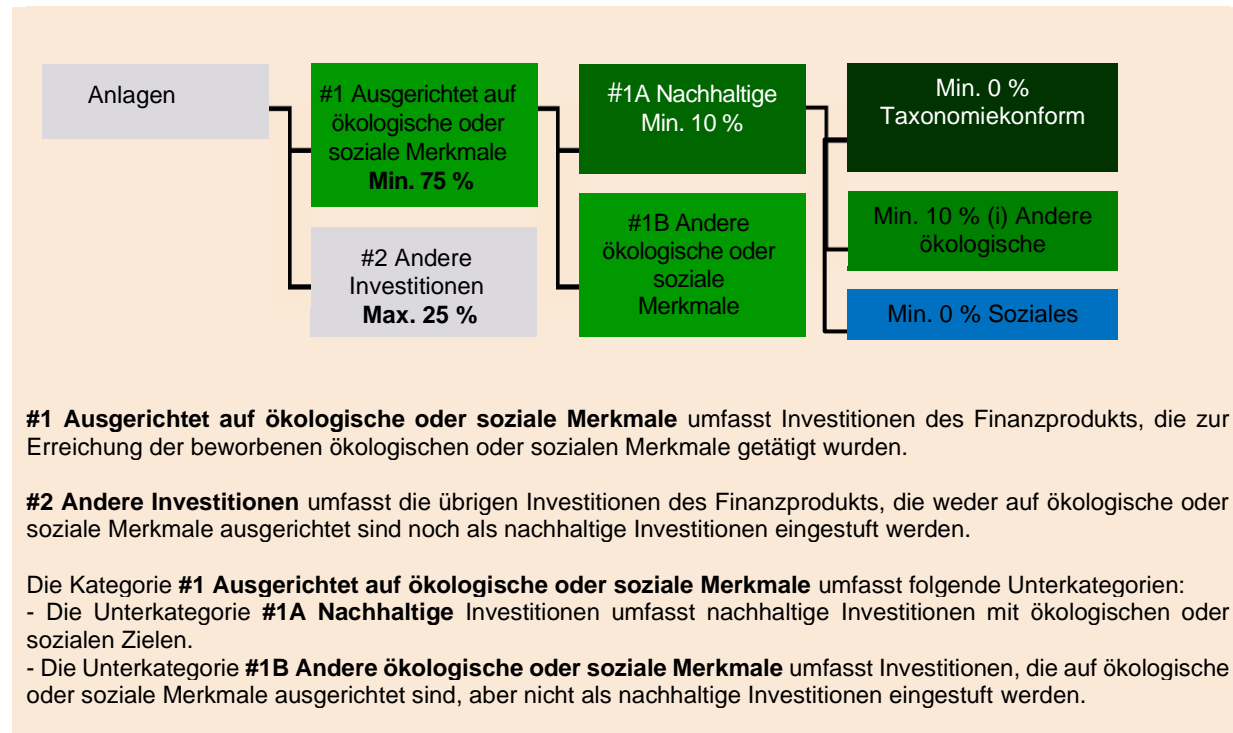 Anlagen
#1 Ausgerichtet auf
ökologische oder
soziale Merkmale
Min. 75 %
#2 Andere
Investitionen
Max. 25 %
#1A Nachhaltige
Min. 10 %
#1B Andere
ökologische oder
soziale
Merkmale
Min. 0 %
Taxonomiekonform
Min. 10 % (i) Andere
ökologische
Min. 0 % Soziales
#1 Ausgerichtet auf ökologische oder soziale Merkmale umfasst Investitionen des Finanzprodukts, die zur
Erreichung der beworbenen ökologischen oder sozialen Merkmale getätigt wurden.
#2 Andere Investitionen umfasst die übrigen Investitionen des Finanzprodukts, die weder auf ökologische oder
soziale Merkmale ausgerichtet sind noch als nachhaltige Investitionen eingestuft werden.
Die Kategorie #1 Ausgerichtet auf ökologische oder soziale Merkmale umfasst folgende Unterkategorien:
- Die Unterkategorie #1A Nachhaltige Investitionen umfasst nachhaltige Investitionen mit ökologischen oder
sozialen Zielen.
- Die Unterkategorie #1B Andere ökologische oder soziale Merkmale umfasst Investitionen, die auf ökologische
oder soziale Merkmale ausgerichtet sind, aber nicht als nachhaltige Investitionen eingestuft werden.